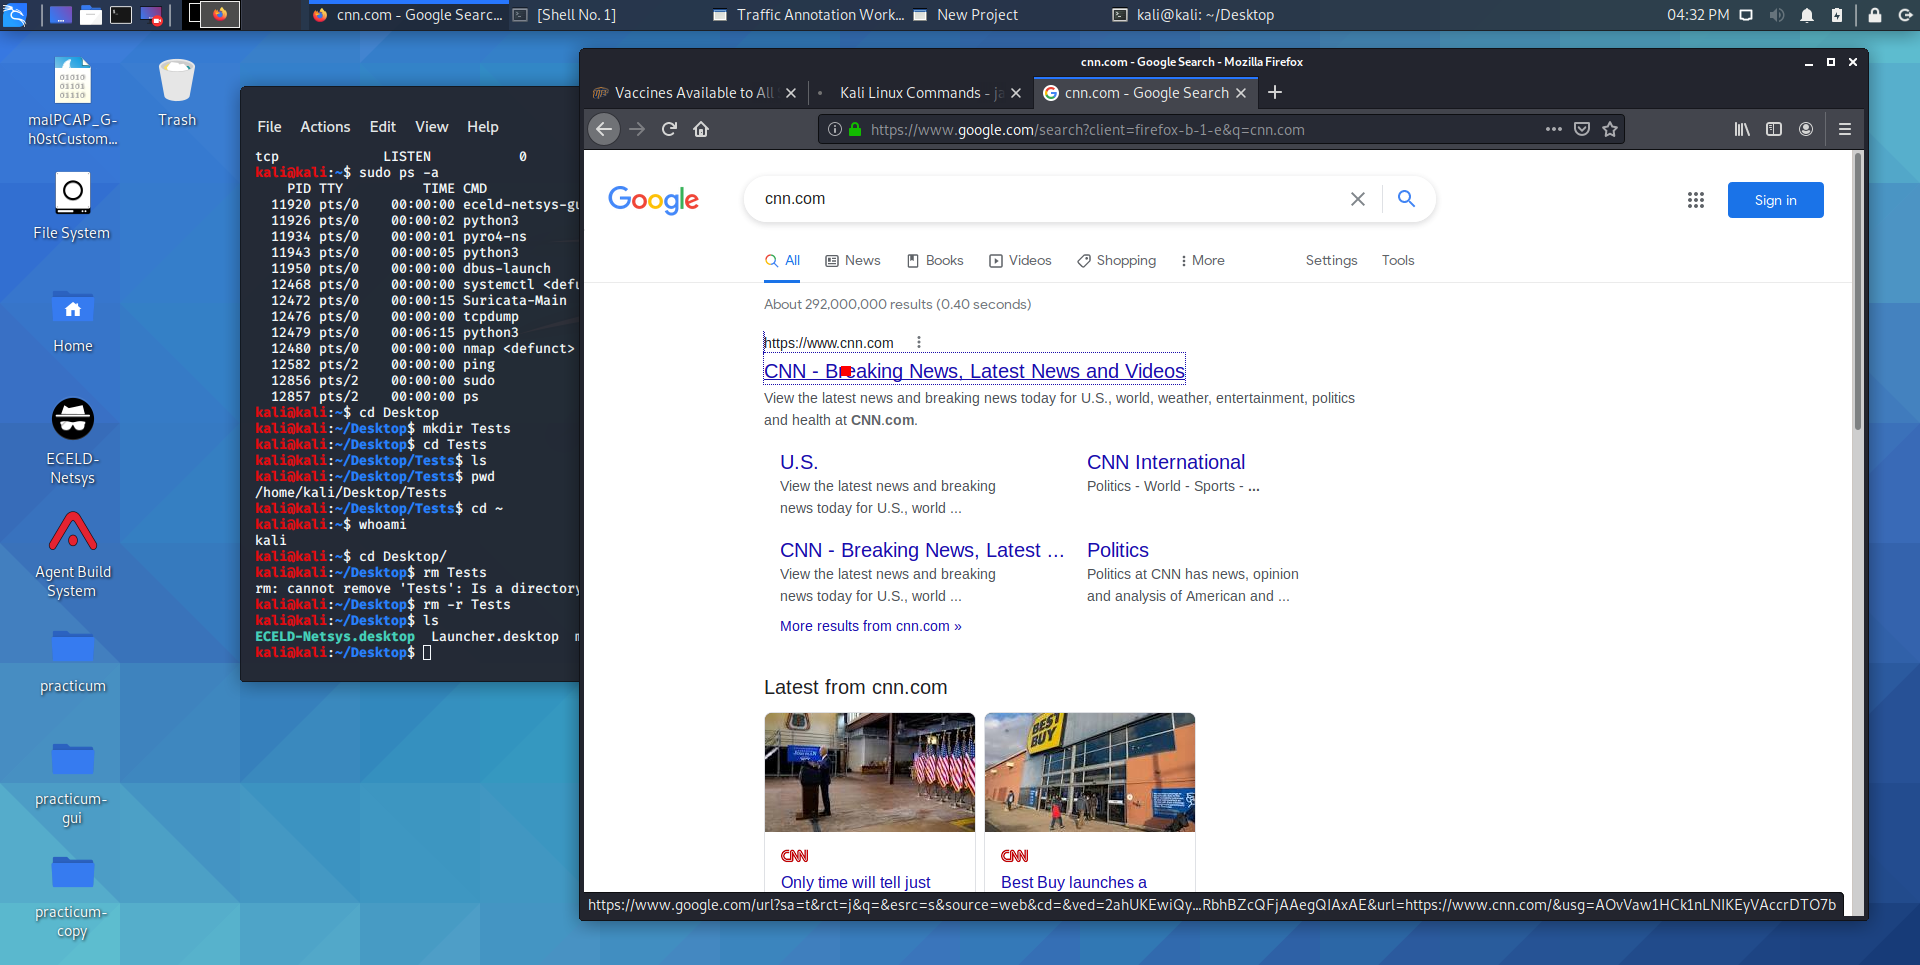 cnn.com - Google Searc...
[Shell No. 1]
Traffic Annotation Work...
New Project
kali@kali: ~/Desktop
04:32 PM
malPCAP_G-
h0stCustom...
Trash
File System
Home
ECELD-
Netsys
Agent Build
System
practicum
practicum-
gui
practicum-
copy
File Actions Edit View Help
tcp LISTEN 0
kali@kali:~$ sudo ps -a
PID TTY TIME CMD
11920 pts/0 00:00:00 eceld-netsys-gu
11926 pts/0 00:00:02 python3
11934 pts/0 00:00:01 pyro4-ns
11943 pts/0 00:00:05 python3
11950 pts/0 00:00:00 dbus-launch
12468 pts/0 00:00:00 systemctl <defu
12472 pts/0 00:00:15 Suricata-Main
12476 pts/0 00:00:00 tcpdump
12479 pts/0 00:06:15 python3
12480 pts/0 00:00:00 nmap <defunct>
12582 pts/2 00:00:00 ping
12856 pts/2 00:00:00 sudo
12857 pts/2 00:00:00 ps
kali@kali:~$ cd Desktop
kali@kali:~/Desktop$ mkdir Tests
kali@kali:~/Desktop$ cd Tests
kali@kali:~/Desktop/Tests$ ls
kali@kali:~/Desktop/Tests$ pwd
/home/kali/Desktop/Tests
kali@kali:~/Desktop/Tests$ cd ~
kali@kali:~$ whoami
kali
kali@kali:~$ cd Desktop/
kali@kali:~/Desktop$ rm Tests
rm: cannot remove 'Tests': Is a directory
kali@kali:~/Desktop$ rm -r Tests
kali@kali:~/Desktop$ ls
ECELD-Netsys.desktop Launcher.desktop
kali@kali:~/Desktop$
cnn.com - Google Search - Mozilla Firefox
Vaccines Available to All
Kali Linux Commands - ja
cnn.com - Google Search
https://www.google.com/search?client=firefox-b-1-e&q=cnn.com
Google
cnn.com
Sign in
All
News
Books
Videos
Shopping
More
Settings
Tools
About 292,000,000 results (0.40 seconds)
https://www.cnn.com
CNN - Breaking News, Latest News and Videos
View the latest news and breaking news today for U.S., world, weather, entertainment, politics
and health at CNN.com.
U.S.
View the latest news and breaking
news today for U.S., world ...
CNN International
Politics - World - Sports - ...
CNN - Breaking News, Latest ...
View the latest news and breaking
news today for U.S., world ...
Politics
Politics at CNN has news, opinion
and analysis of American and ...
More results from cnn.com »
Latest from cnn.com
BEST
BUY
CNN
Only time will tell just
CNN
Best Buy launches a
https://www.google.com/url?sa=t&rct=j&q=&esrc=s&source=web&cd=&ved=2ahUKEwiQy...RbhBZcQFjAAegQIAxAE&url=https://www.cnn.com/&usg=AOvVaw1HCk1nLNIKEyVAccrDTO7b